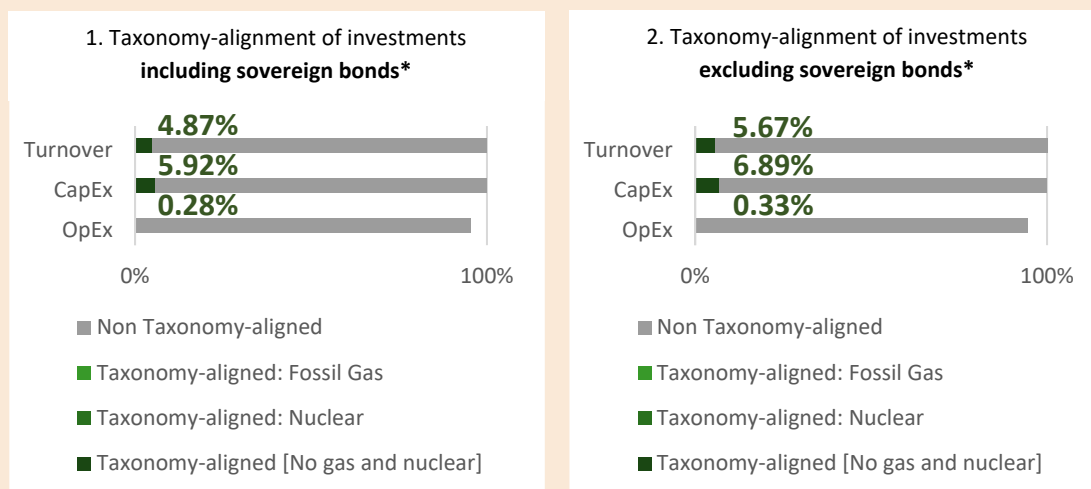 1. Taxonomy-alignment of investments
including sovereign bonds*
4.87%
Turnover
5.92%
CapEx
0.28%
OpEx
0% 100%
Non Taxonomy-aligned
Taxonomy-aligned: Fossil Gas
Taxonomy-aligned: Nuclear
Taxonomy-aligned [No gas and nuclear]
2. Taxonomy-alignment of investments
excluding sovereign bonds*
5.67%
Turnover
6.89%
CapEx
0.33%
OpEx
0% 100%
Non Taxonomy-aligned
Taxonomy-aligned: Fossil Gas
Taxonomy-aligned: Nuclear
Taxonomy-aligned [No gas and nuclear]